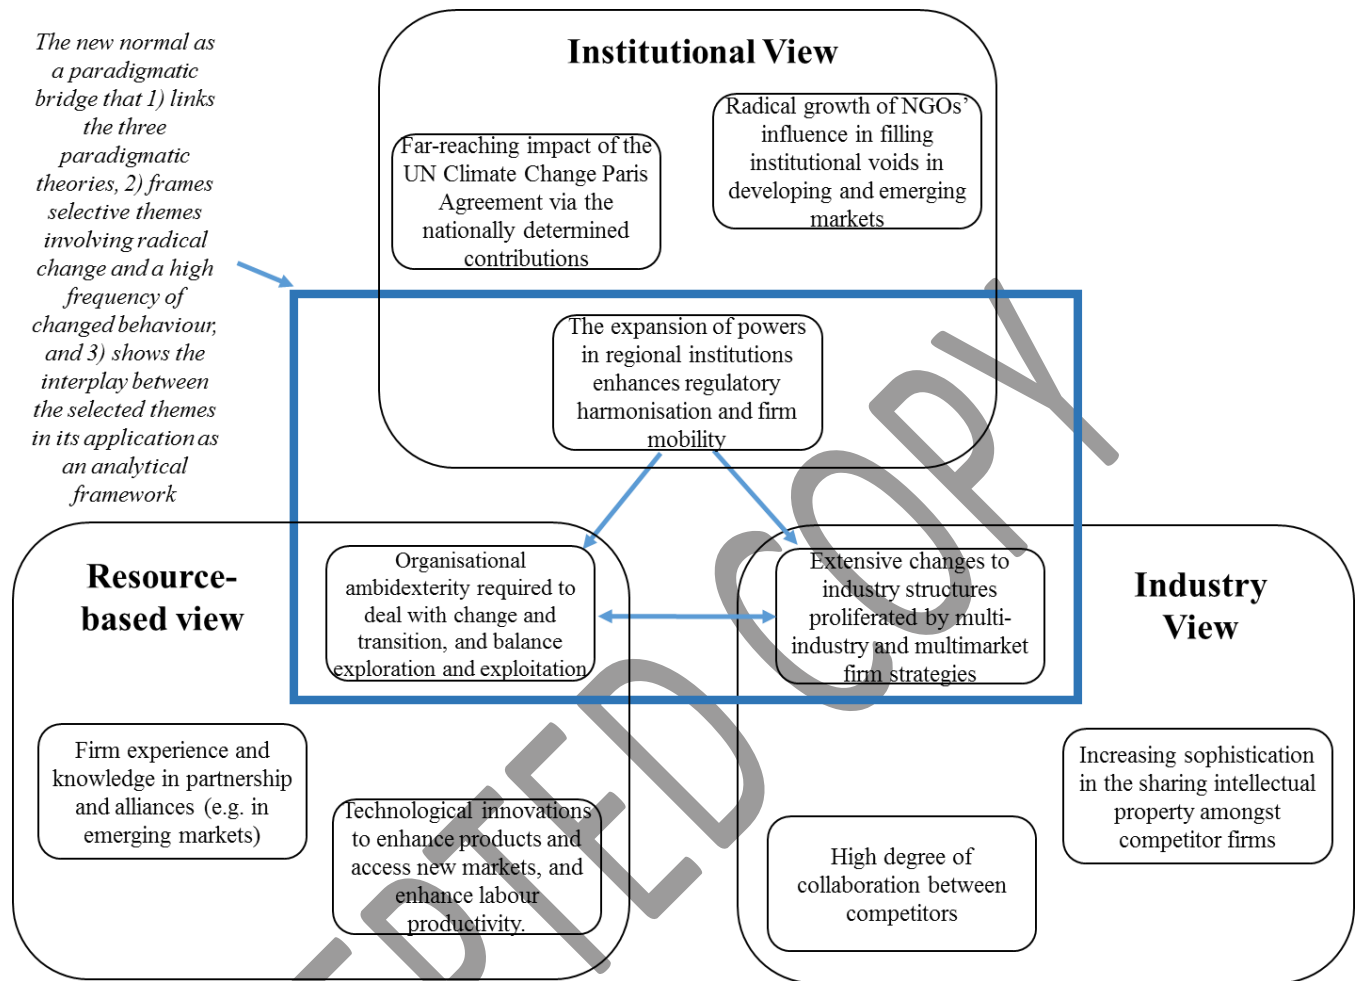 The new normal as
a paradigmatic
bridge that 1) links
the three
paradigmatic
theories, 2) frames
selective themes
involving radical
change and a high
frequency of
changed behaviour,
and 3) shows the
interplay between
the selected themes
in its application as
an analytical
framework
Institutional View
Far-reaching impact of the
UN Climate Change Paris
Agreement via the
nationally determined
contributions
Radical growth of NGOs’
influence in filling
institutional voids in
developing and emerging
markets
The expansion of powers
in regional institutions
enhances regulatory
harmonisation and firm
mobility
Resource-
based view
Organisational
ambidexterity required to
deal with change and
transition, and balance
exploration and exploitation
Firm experience and
knowledge in partnership
and alliances (e.g. in
emerging markets)
Technological innovations
to enhance products and
access new markets, and
enhance labour
productivity.
Industry
View
Extensive changes to
industry structures
proliferated by multi-
industry and multimarket
firm strategies
Increasing sophistication
in the sharing intellectual
property amongst
competitor firms
High degree of
collaboration between
competitors
EPTED COPY